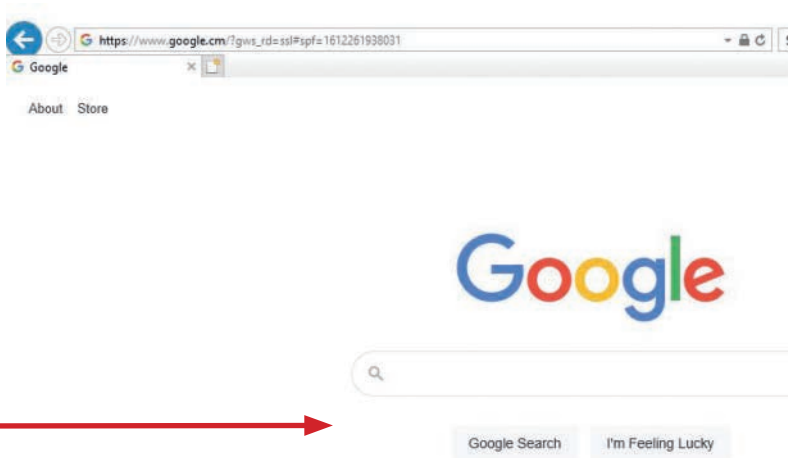 https://www.google.cm/?gws_rd=ssl#spf=1612261938031
Google
About Store
Google
Google Search I'm Feeling Lucky